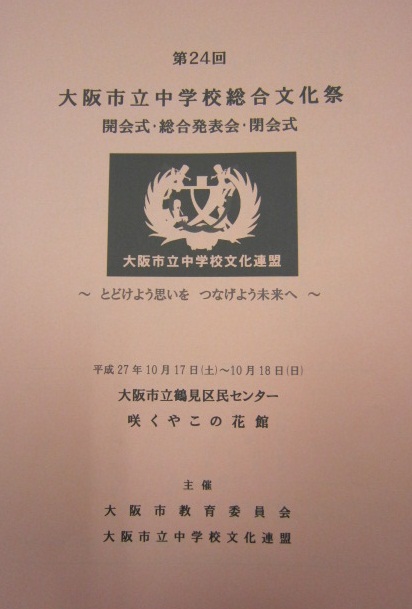 第24回
大阪市立中学校総合文化祭
開会式・総合発表会・閉会式
文
大阪市立中学校文化連盟
～ とどけよう思いを つなげよう未来へ ～
平成27年10月17日(土)～10月18日(日)
大阪市立鶴見区民センター
咲くやこの花館
主催
大阪市教育委員会
大阪市立中学校文化連盟